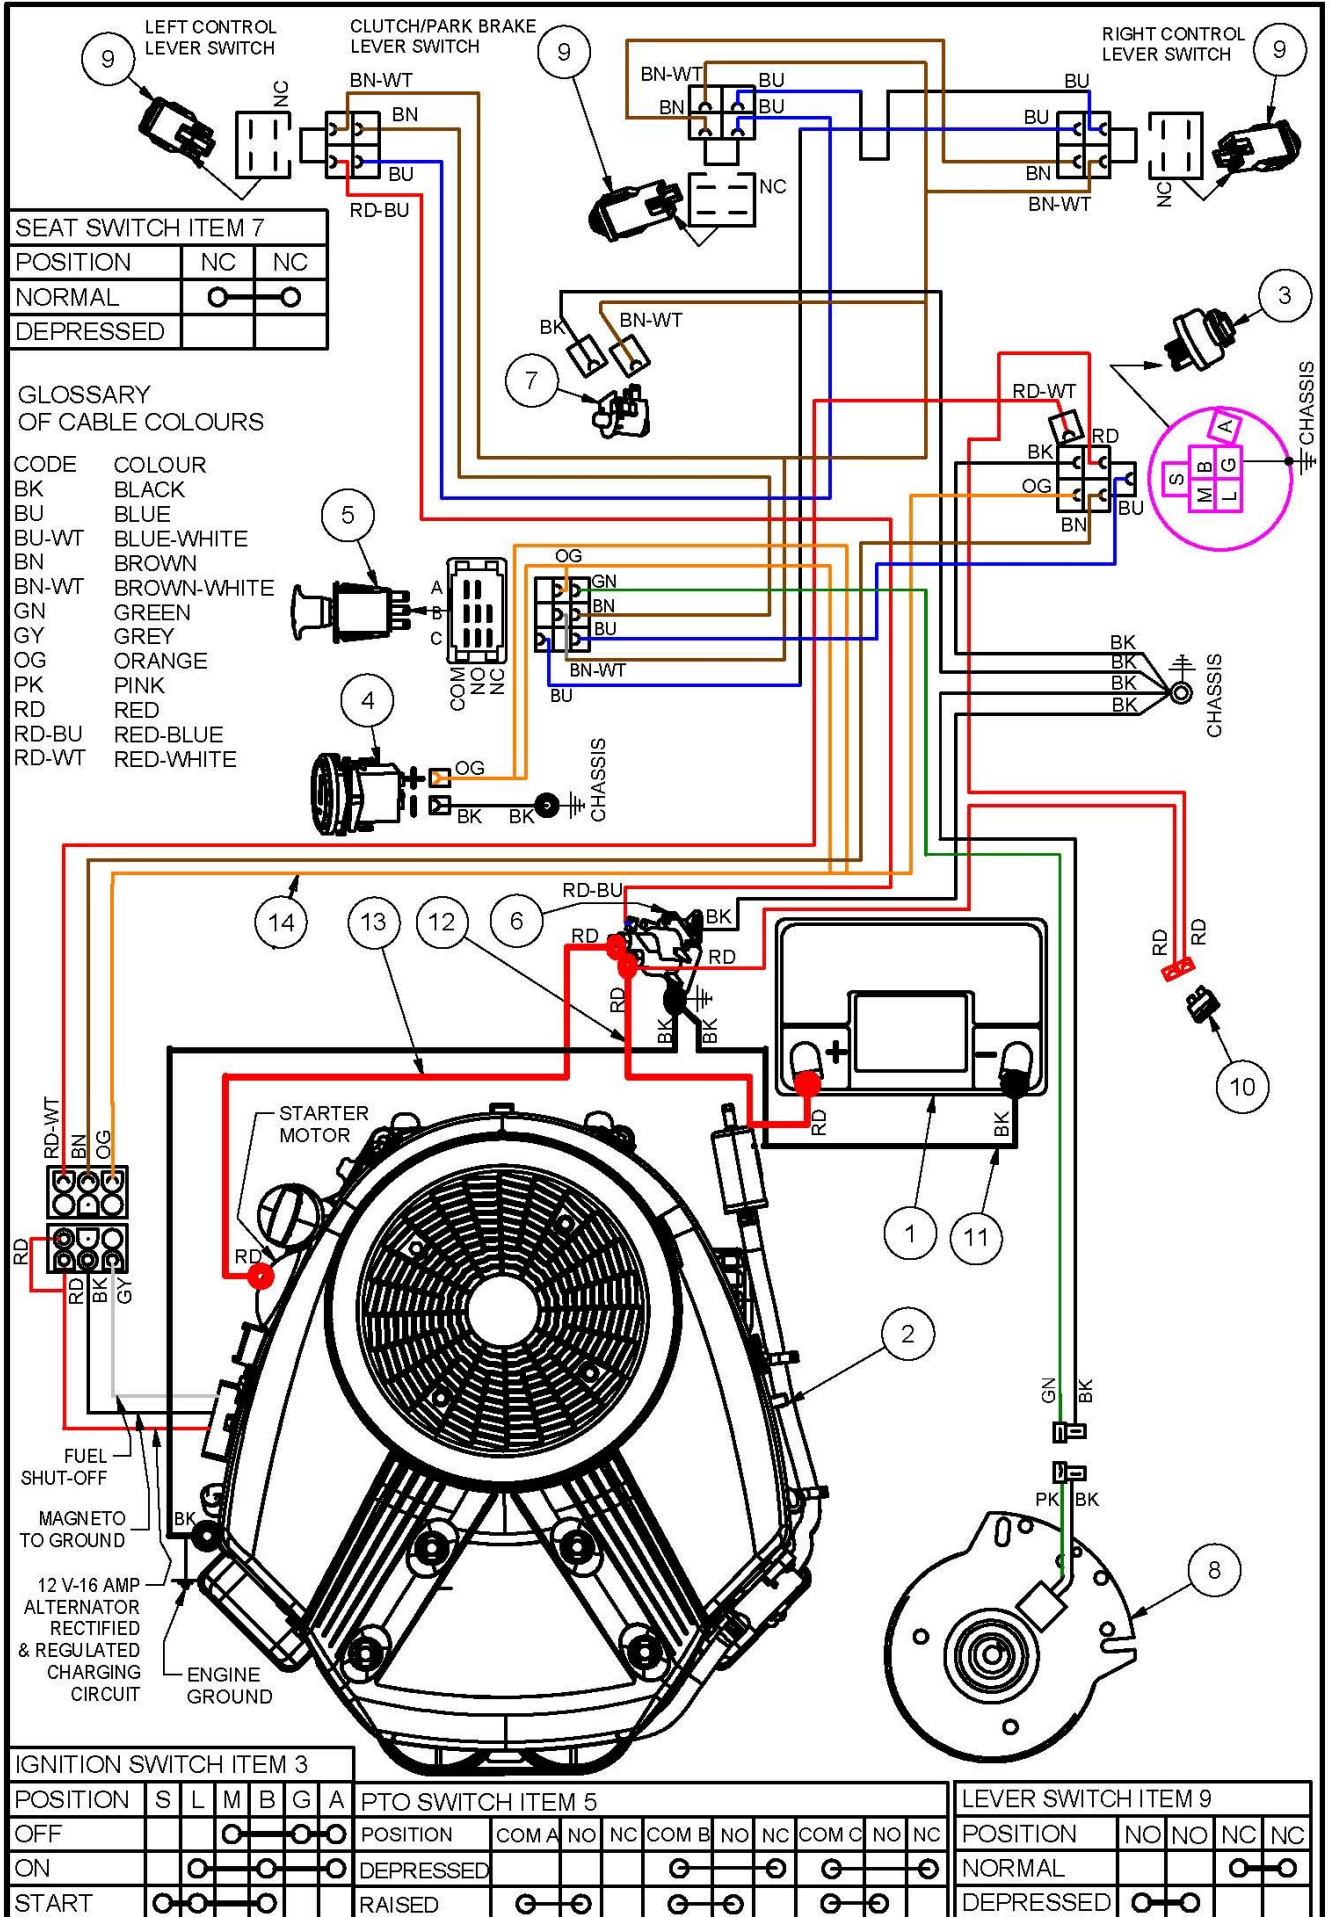 LEFT CONTROL
LEVER SWITCH
CLUTCH/PARK BRAKE
LEVER SWITCH
RIGHT CONTROL
LEVER SWITCH
9
9
9
NC
BN-WT
BN
BU
RD-BU
BN-WT
BN
BU
BU
NC
BU
BU
BN
BN-WT
NC
SEAT SWITCH ITEM 7
POSITION NC NC
NORMAL
DEPRESSED
BK
BN-WT
7
3
RD-WT
RD
BK
OG
BN
BU
A
B
G
S
M
L
CHASSIS
GLOSSARY
OF CABLE COLOURS
CODE COLOUR
BK BLACK
BU BLUE
BU-WT BLUE-WHITE
BN BROWN
BN-WT BROWN-WHITE
GN GREEN
GY GREY
OG ORANGE
PK PINK
RD RED
RD-BU RED-BLUE
RD-WT RED-WHITE
5
A
B
C
COM
NO
NC
OG
GN
BN
BU
BN-WT
BU
4
+
OG
-
BK
BK
CHASSIS
BK
BK
BK
BK
CHASSIS
14
13
12
6
RD-BU
BK
RD
RD
RD
BK
BK
+
-
RD
BK
RD
RD
10
1
11
STARTER
MOTOR
RD
RD-WT
BN
OG
RD
RD
BK
GY
2
FUEL
SHUT-OFF
MAGNETO
TO GROUND
BK
12 V-16 AMP
ALTERNATOR
RECTIFIED
& REGULATED
CHARGING
CIRCUIT
ENGINE
GROUND
GN
BK
PK
BK
8
IGNITION SWITCH ITEM 3
POSITION S L M B G A
OFF
ON
START
PTO SWITCH ITEM 5
POSITION COM A NO NC COM B NO NC COM C NO NC
DEPRESSED
RAISED
LEVER SWITCH ITEM 9
POSITION NO NO NC NC
NORMAL
DEPRESSED